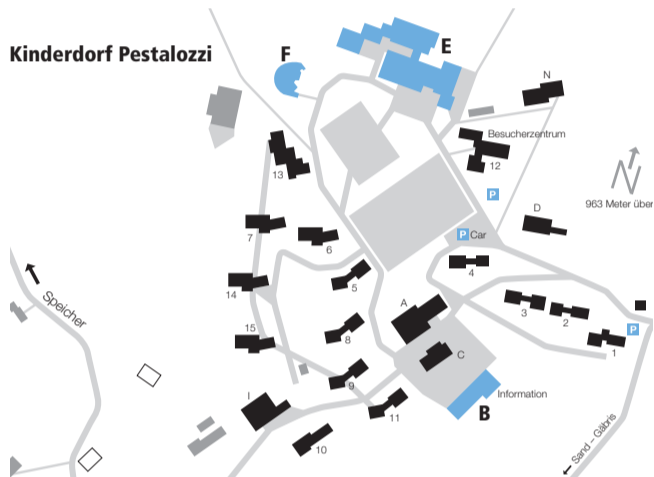 Kinderdorf Pestalozzi
F
E
N
Besucherzentrum
12
13
P
963 Meter über
D
7
6
P Car
4
5
14
A
3
2
P
1
Speicher
15
8
C
9
Information
I
11
B
10
Sand – Gäbris